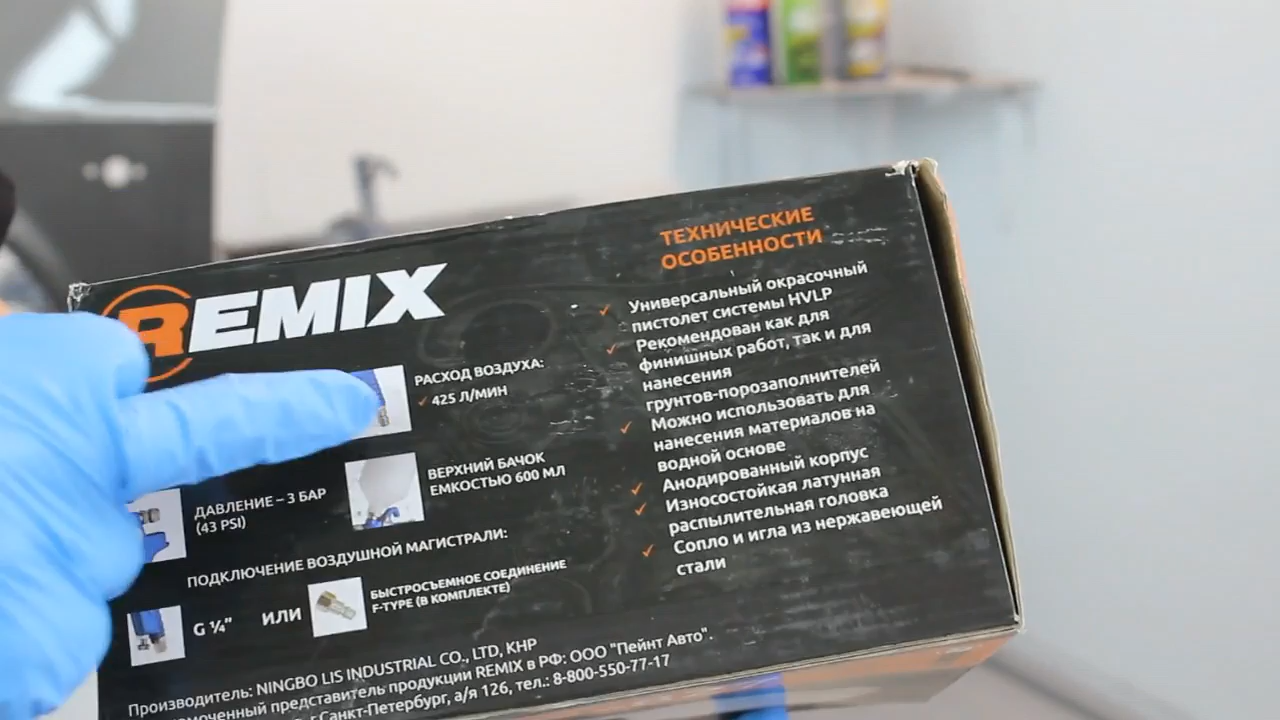 REMIX
РАСХОД ВОЗДУХА:
425 Л/МИН
ДАВЛЕНИЕ – 3 БАР
(43 PSI)
ВЕРХНИЙ БАЧОК
ЕМКОСТЬЮ 600 МЛ
ПОДКЛЮЧЕНИЕ ВОЗДУШНОЙ МАГИСТРАЛИ:
G ¼”
ИЛИ
БЫСТРОСЪЕМНОЕ СОЕДИНЕНИЕ
F-TYPE (В КОМПЛЕКТЕ)
ТЕХНИЧЕСКИЕ
ОСОБЕННОСТИ
Универсальный окрасочный
пистолет системы HVLP
Рекомендован как для
финишных работ, так и для
нанесения
грунтов-порозаполнителей
Можно использовать для
нанесения материалов на
водной основе
Анодированный корпус
Износостойкая латунная
распылительная головка
Сопло и игла из нержавеющей
стали
Производитель: NINGBO LIS INDUSTRIAL CO., LTD, КНР
представитель продукции REMIX в РФ: ООО "Пейнт Авто".
г.Санкт-Петербург, а/я 126, тел.: 8-800-550-77-17